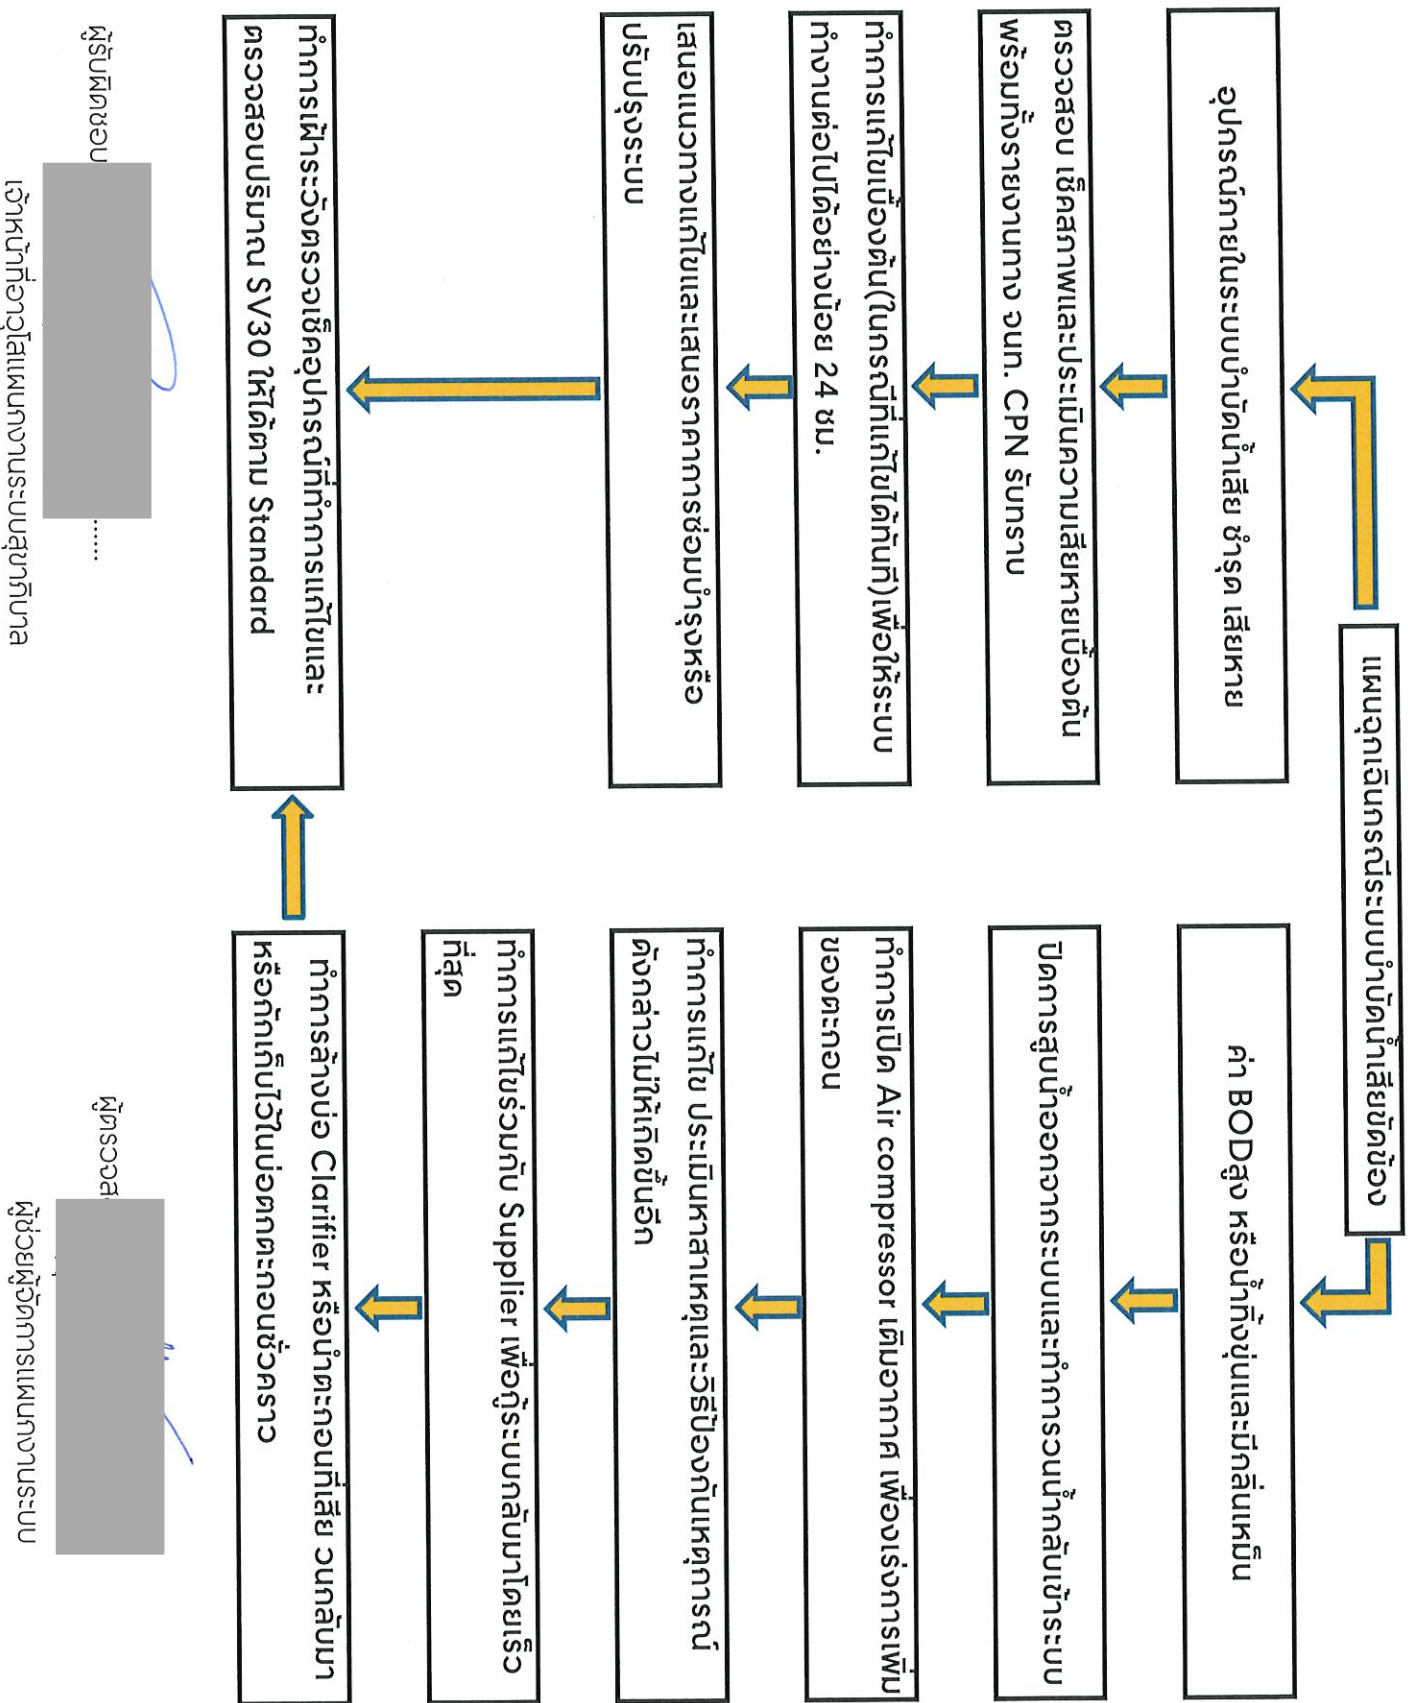 แผนฉุกเฉินกรณีระบบบำบัดน้ำเสียขัดข้อง
อุปกรณ์ภายในระบบบำบัดน้ำเสีย ชำรุด เสียหาย
ตรวจสอบ เช็คสภาพและประเมินความเสียหายเบื้องต้น
พร้อมทั้งรายงานทาง จนท. CPN รับทราบ
ทำการแก้ไขเบื้องต้น(ในกรณีที่แก้ไขได้ทันที)เพื่อให้ระบบ
ทำงานต่อไปได้อย่างน้อย 24 ชม.
เสนอแนวทางแก้ไขและเสนอราคาการซ่อมบำรุงหรือ
ปรับปรุงระบบ
ทำการเฝ้าระวังตรวจเช็คอุปกรณ์ที่ทำการแก้ไขและ
ตรวจสอบปริมาณ SV30 ให้ได้ตาม Standard
ค่า BODสูง หรือน้ำทิ้งขุ่นและมีกลิ่นเหม็น
ปิดการสูบน้ำออกจากระบบและทำการวนน้ำกลับเข้าระบบ
ทำการเปิด Air compressor เติมอากาศ เพื่องเร่งการเพิ่ม
ของตะกอน
ทำการแก้ไข ประเมินหาสาเหตุและวิธีป้องกันเหตุการณ์
ดังกล่าวไม่ให้เกิดขึ้นอีก
ทำการแก้ไขร่วมกับ Supplier เพื่อกู้ระบบกลับมาโดยเร็ว
ที่สุด
ทำการล้างบ่อ Clarifier หรือนำตะกอนที่เสีย วนกลับมา
หรือกักเก็บไว้ในบ่อตกตะกอนชั่วคราว
ผู้รับผิดชอบ ......
เจ้าหน้าที่อาวุโสแผนกงานระบบสุขาภิบาล
ผู้ตรวจส
ผู้ช่วยผู้จัดการแผนกงานระบบ